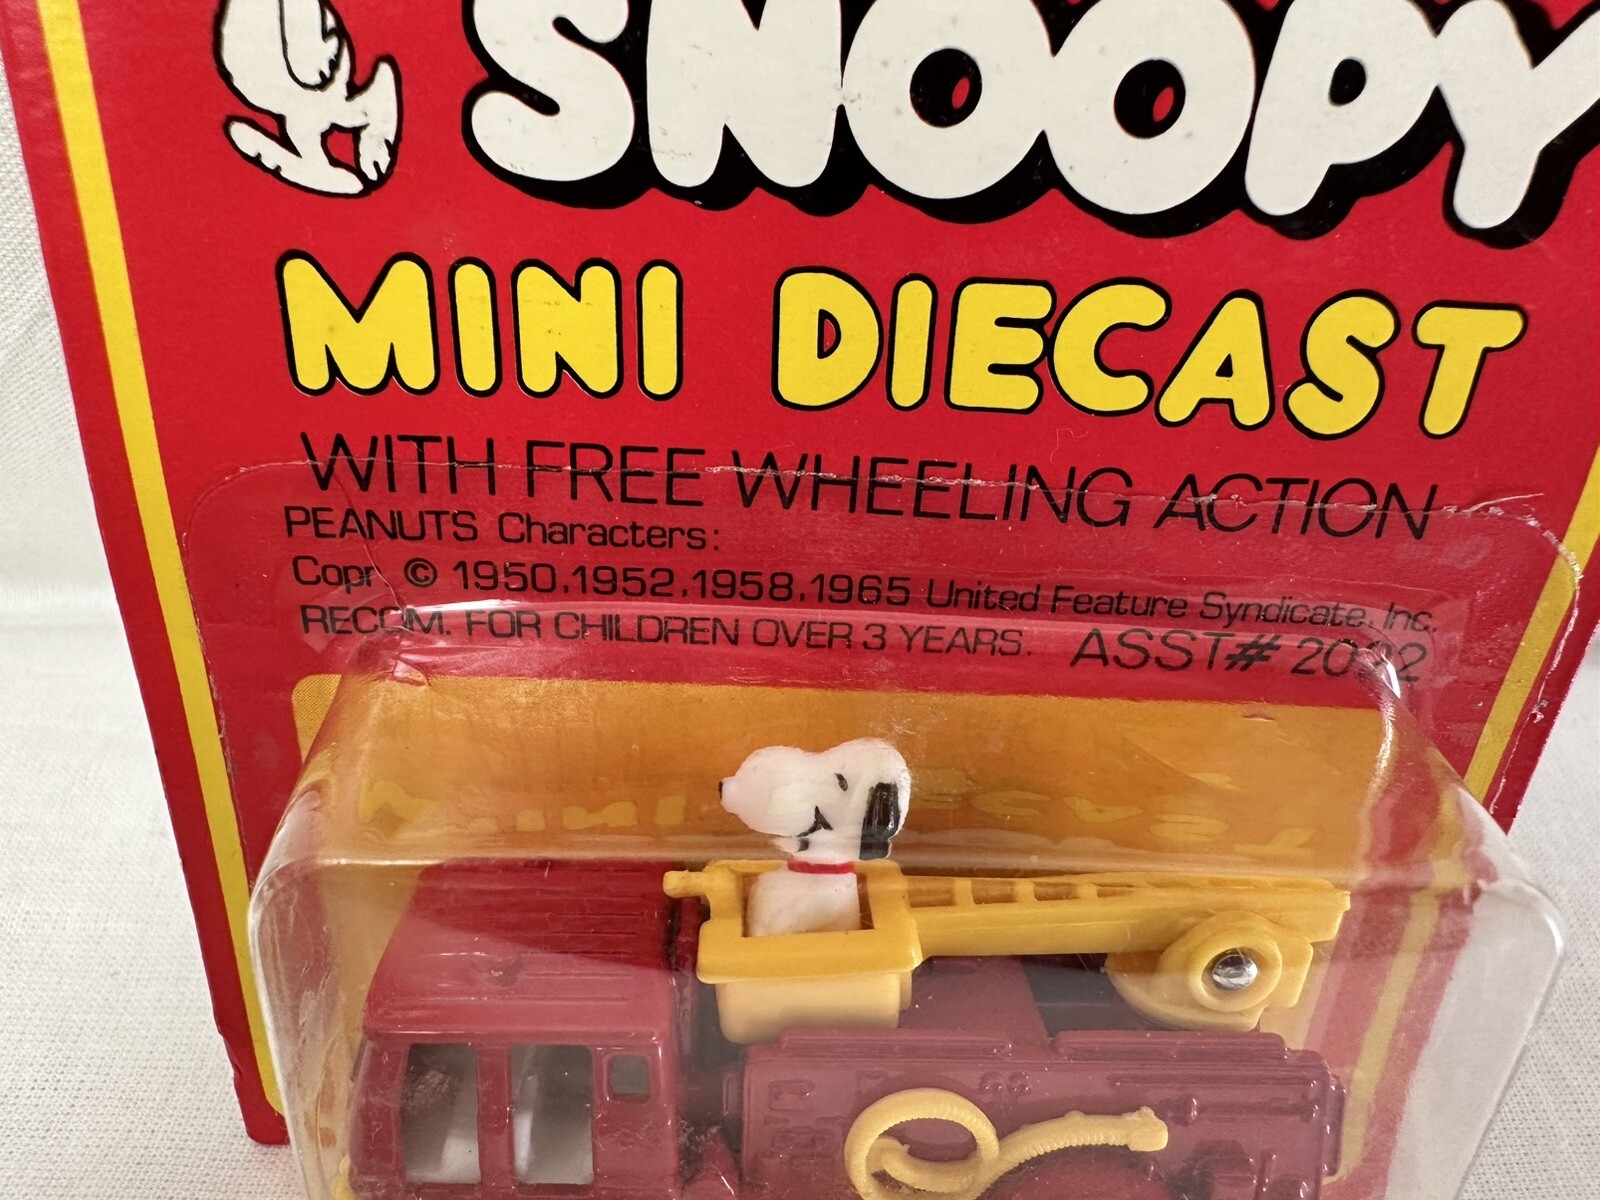 SNOOPY
MINI DIECAST
WITH FREE WHEELING ACTION
PEANUTS Characters:
Copr © 1950,1952,1958,1965 United Feature Syndicate, Inc.
RECOM. FOR CHILDREN OVER 3 YEARS. ASST#